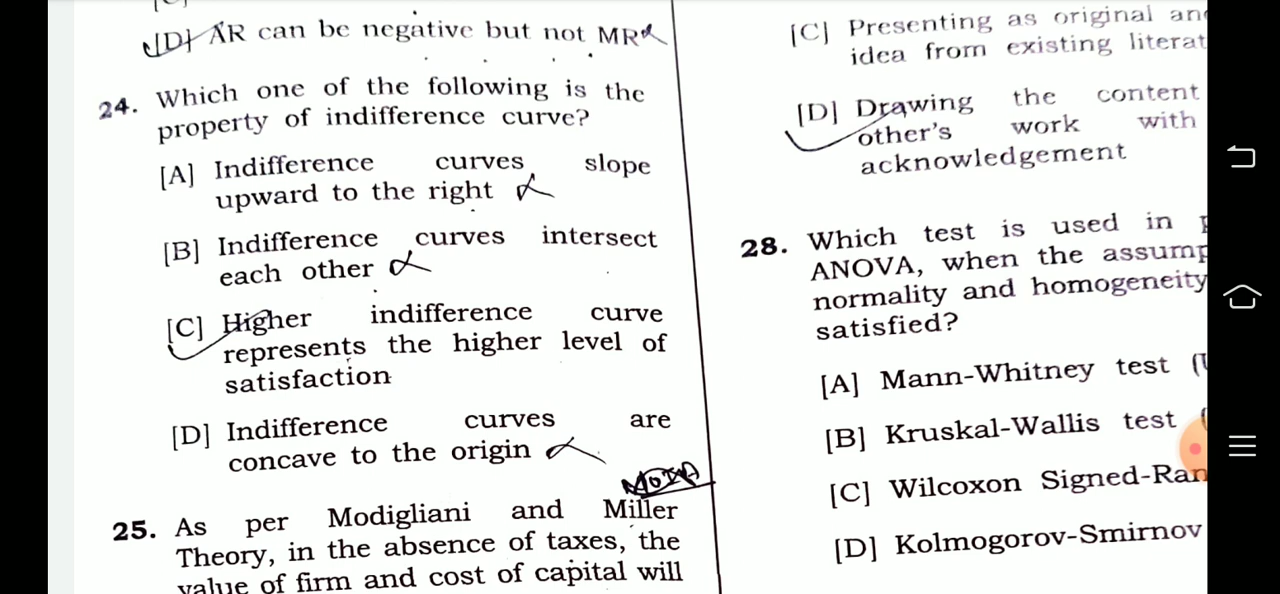 [D] AR can be negative but not MR
24. Which one of the following is the
property of indifference curve?
[A] Indifference curves slope
upward to the right
[B] Indifference curves intersect
each other
[C] Higher indifference curve
represents the higher level of
satisfaction
[D] Indifference curves are
concave to the origin
25. As per Modigliani and Miller
Theory, in the absence of taxes, the
value of firm and cost of capital will
[C] Presenting as original
idea from existing
[D] Drawing the content
other's work with
acknowledgement
28. Which test is used in
ANOVA, when the
normality and homogeneity
satisfied?
[A] Mann-Whitney test
[B] Kruskal-Wallis test
[C] Wilcoxon
[D] Kolmogorov-Smirnov